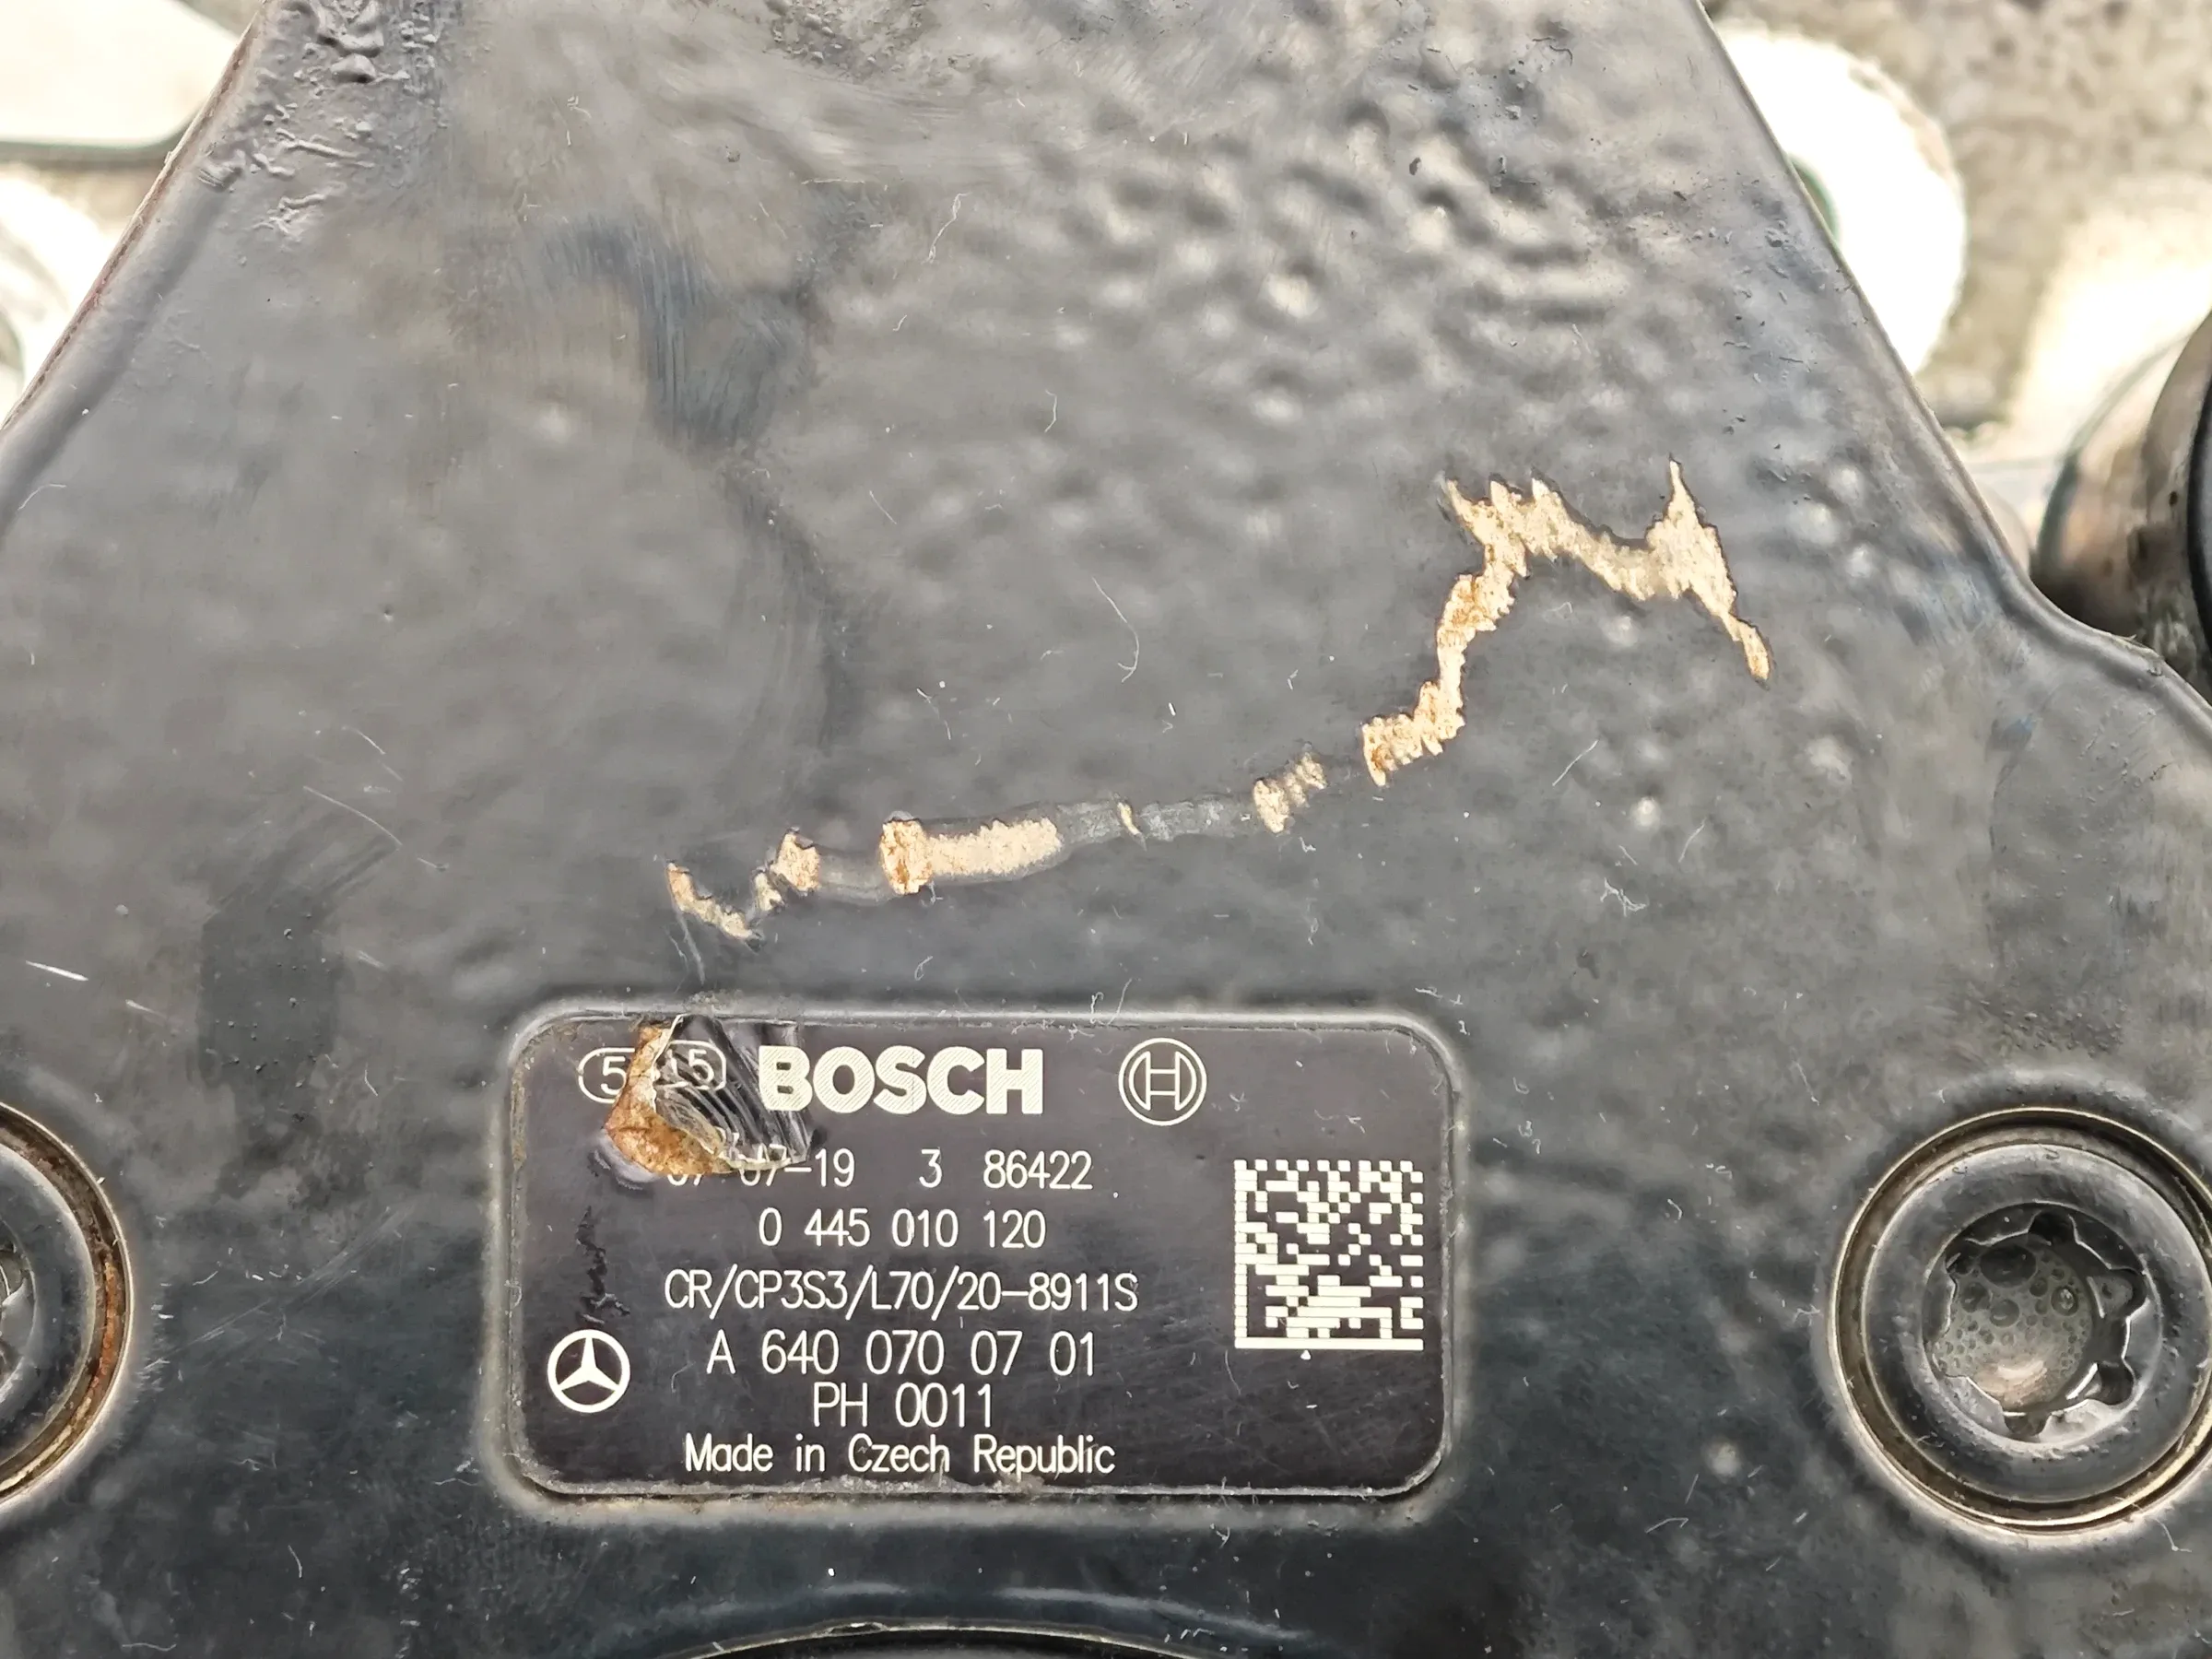 BOSCH
07-19 3 86422
0 445 010 120
CR/CP3S3/L70/20-8911S
A 640 070 07 01
PH 0011
Made in Czech Republic